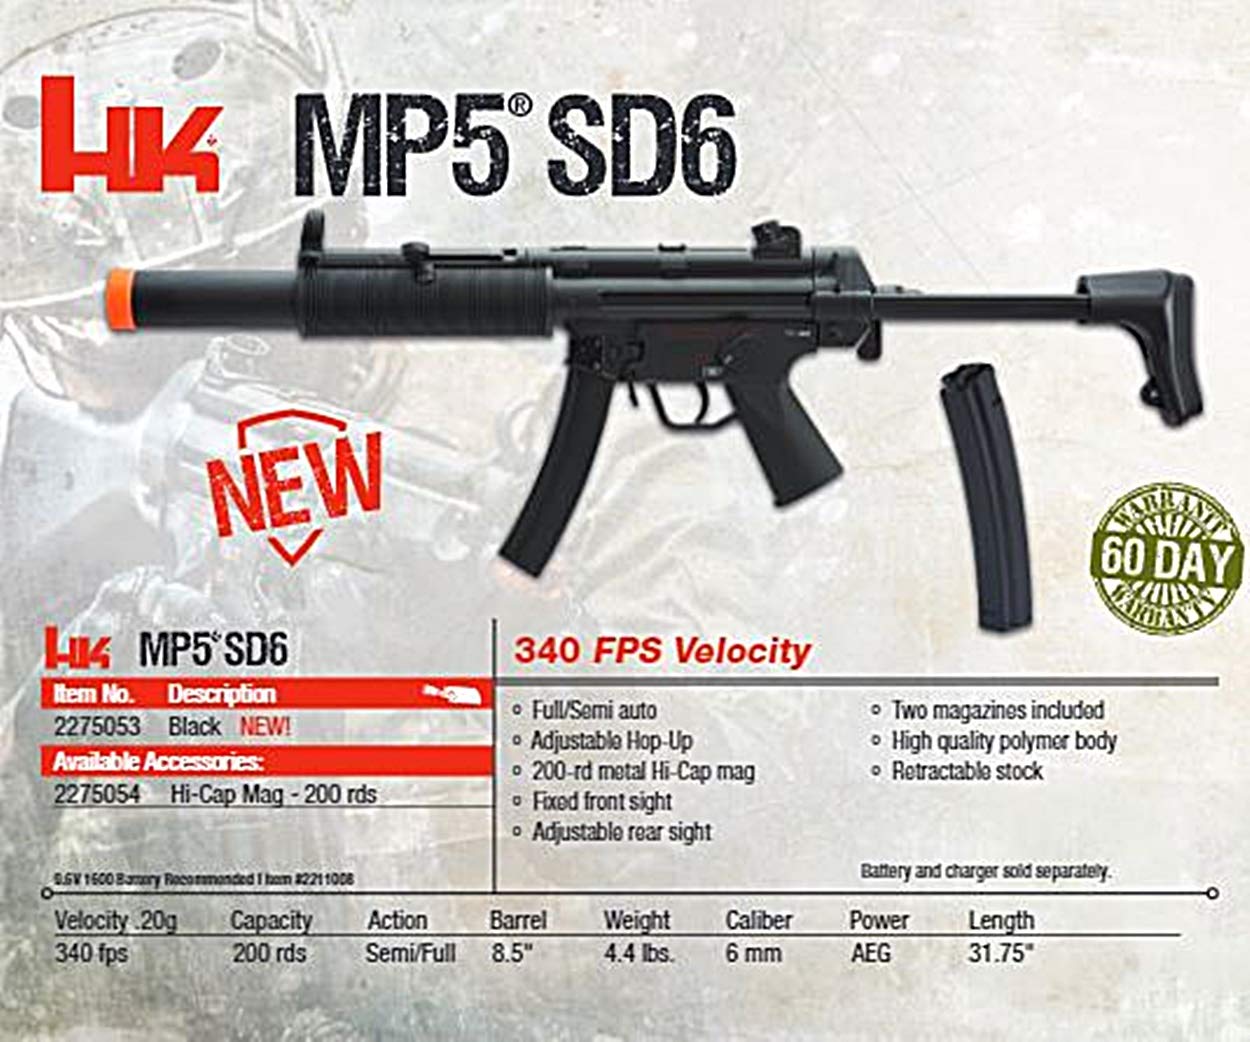 HK MP5® SD6
NEW
WARRANTY
60 DAY
WARRANTY
HK MP5® SD6
Item No. Description
2275053 Black NEW!
Available Accessories:
2275054 Hi-Cap Mag - 200 rds
9.6V 1600 Battery Recommended | Item #2211008
340 FPS Velocity
° Full/Semi auto
° Adjustable Hop-Up
° 200-rd metal Hi-Cap mag
° Fixed front sight
° Adjustable rear sight
° Two magazines included
° High quality polymer body
° Retractable stock
Battery and charger sold separately.
Velocity .20g Capacity Action Barrel Weight Caliber Power Length
340 fps 200 rds Semi/Full 8.5" 4.4 lbs. 6 mm AEG 31.75"